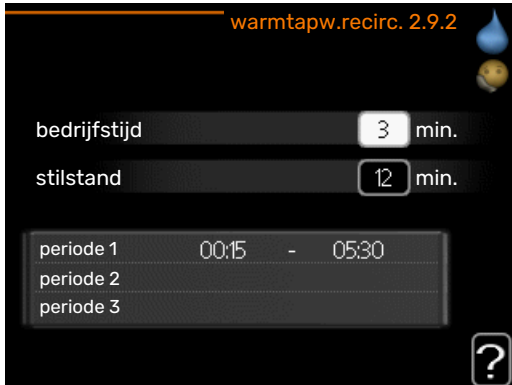 warmtapw.recirc. 2.9.2
bedrijfstijd 3 min.
stilstand 12 min.
periode 1 00:15 - 05:30
periode 2
periode 3
?